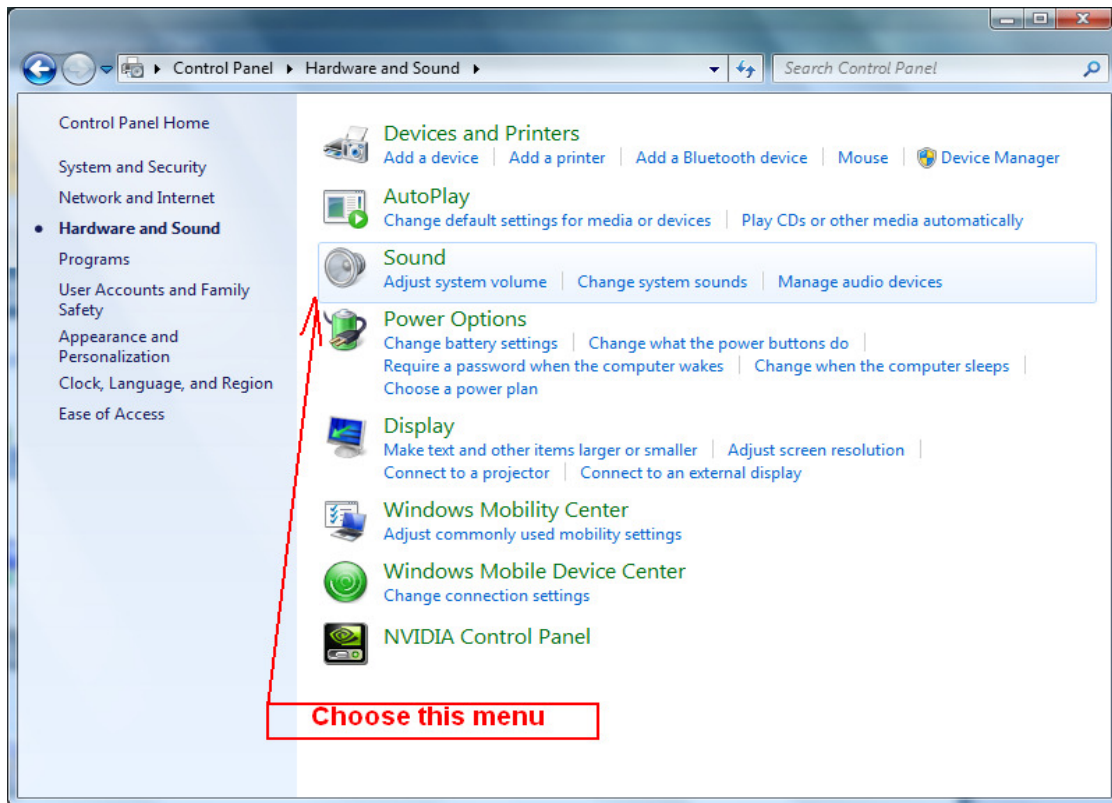 Control Panel Hardware and Sound Search Control Panel
Control Panel Home
System and Security
Network and Internet
Hardware and Sound
Programs
User Accounts and Family
Safety
Appearance and
Personalization
Clock, Language, and Region
Ease of Access
Devices and Printers
Add a device Add a printer Add a Bluetooth device Mouse Device Manager
AutoPlay
Change default settings for media or devices Play CDs or other media automatically
Sound
Adjust system volume Change system sounds Manage audio devices
Power Options
Change battery settings Change what the power buttons do
Require a password when the computer wakes Change when the computer sleeps
Choose a power plan
Display
Make text and other items larger or smaller Adjust screen resolution
Connect to a projector Connect to an external display
Windows Mobility Center
Adjust commonly used mobility settings
Windows Mobile Device Center
Change connection settings
NVIDIA Control Panel
Choose this menu